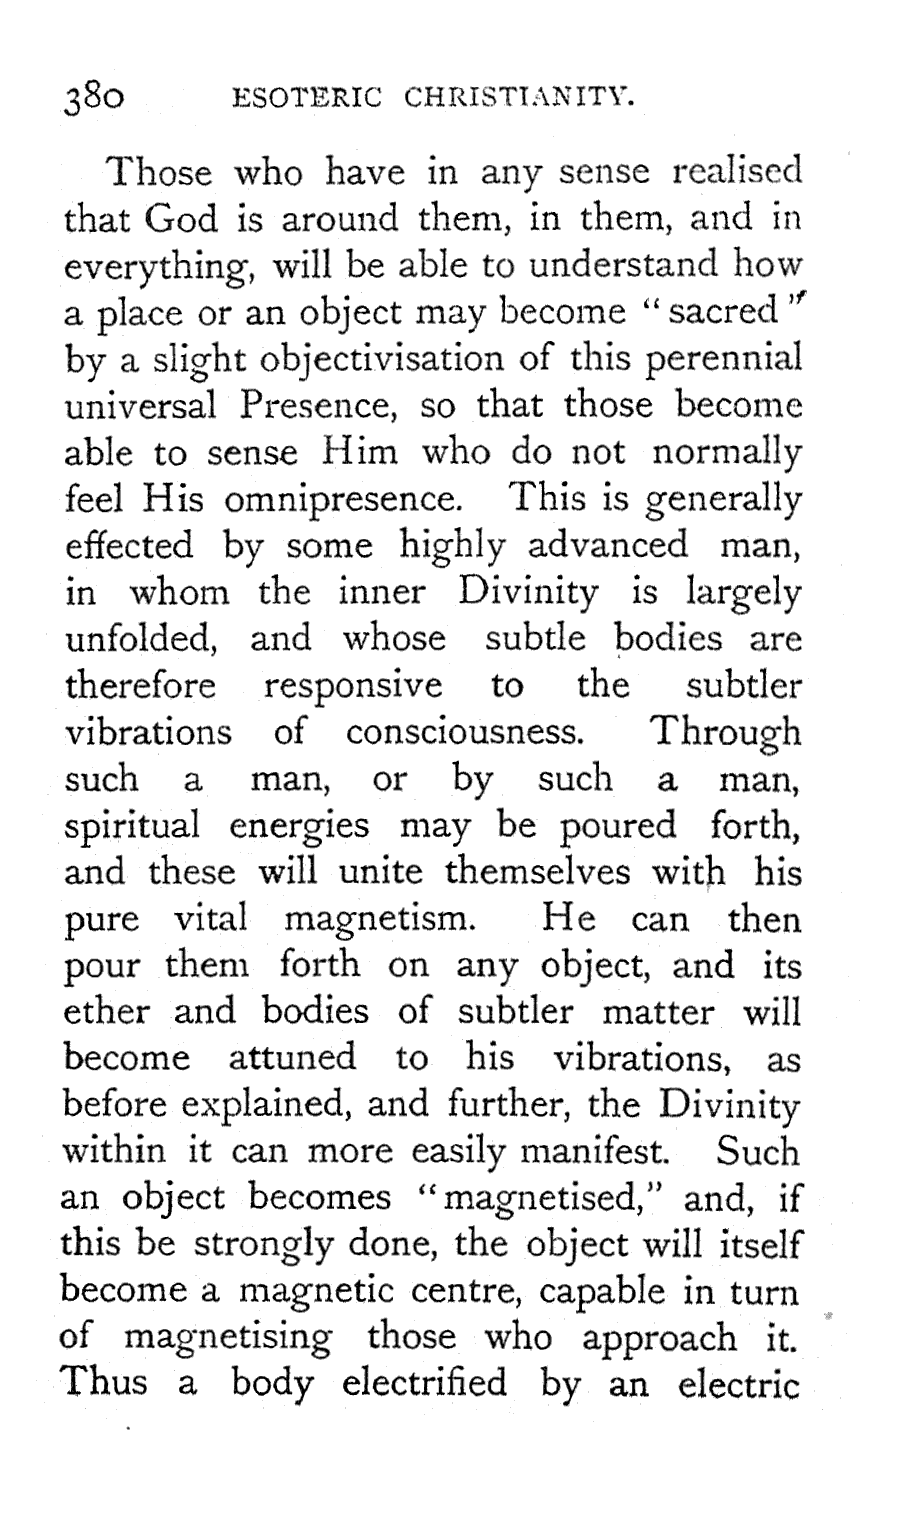 380 ESOTERIC CHRISTIANITY.
Those who have in any sense realised
that God is around them, in them, and in
everything, will be able to understand how
a place or an object may become “ sacred ”
by a slight objectivisation of this perennial
universal Presence, so that those become
able to sense Him who do not normally
feel His omnipresence. This is generally
effected by some highly advanced man,
in whom the inner Divinity is largely
unfolded, and whose subtle bodies are
therefore responsive to the subtler
vibrations of consciousness. Through
such a man, or by such a man,
spiritual energies may be poured forth,
and these will unite themselves with his
pure vital magnetism. He can then
pour them forth on any object, and its
ether and bodies of subtler matter will
become attuned to his vibrations, as
before explained, and further, the Divinity
within it can more easily manifest. Such
an object becomes “magnetised,” and, if
this be strongly done, the object will itself
become a magnetic centre, capable in turn
of magnetising those who approach it.
Thus a body electrified by an electric